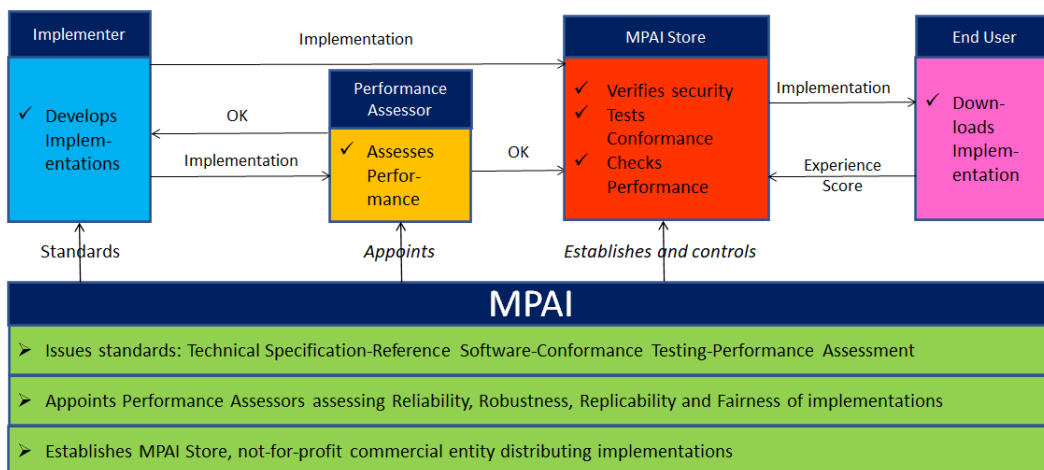 Implementer
✓ Develops
Implem-
entations
Implementation
OK
Implementation
Performance
Assessor
✓ Assesses
Perfor-
mance
OK
MPAI Store
✓ Verifies security
✓ Tests
Conformance
✓ Checks
Performance
Implementation
Experience
Score
End User
✓ Down-
loads
Implem-
entation
Standards
Appoints
Establishes and controls
MPAI
➢ Issues standards: Technical Specification-Reference Software-Conformance Testing-Performance Assessment
➢ Appoints Performance Assessors assessing Reliability, Robustness, Replicability and Fairness of implementations
➢ Establishes MPAI Store, not-for-profit commercial entity distributing implementations